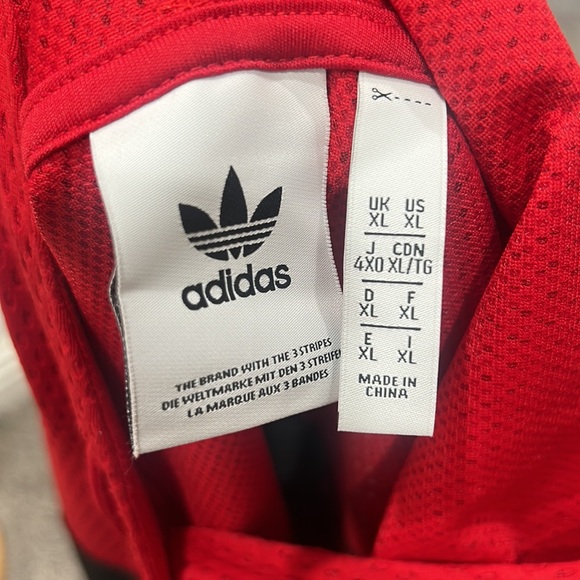 adidas
THE BRAND WITH THE 3 STRIPES
DIE WELTMARKE MIT DEN 3 STREIFEN
LA MARQUE AUX 3 BANDES
UK US
XL XL
J CDN
4XO XL/TG
D F
XL XL
E I
XL XL
MADE IN
CHINA